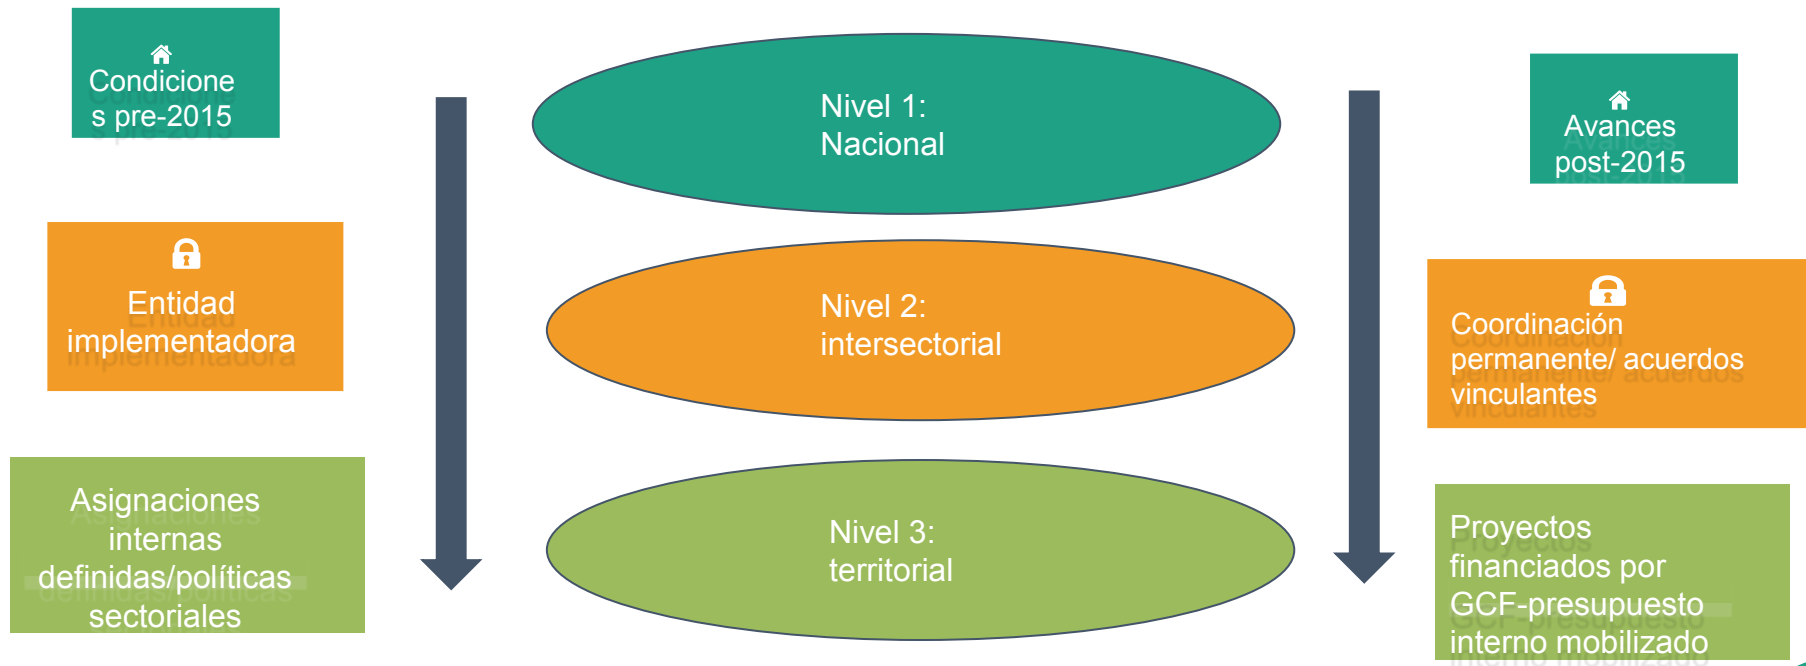 Condicione
s pre-2015
Entidad
implementadora
Asignaciones
internas
definidas/políticas
sectoriales
Nivel 1:
Nacional
Nivel 2:
intersectorial
Nivel 3:
territorial
Avances
post-2015
Coordinación
permanente/ acuerdos
vinculantes
Proyectos
financiados por
GCF-presupuesto
interno mobilizado